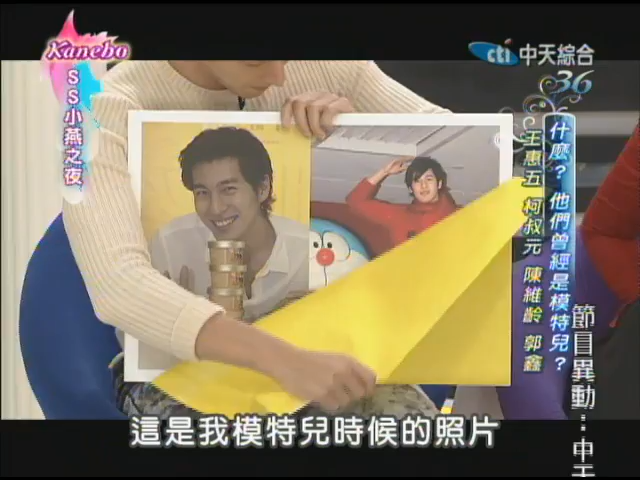 Kanebo
SS小燕之夜
cti 中天綜合
36
什麼？他們曾經是模特兒？
王惠五 柯叔元 陳維齡 郭鑫
節目異動…中天
這是我模特兒時候的照片